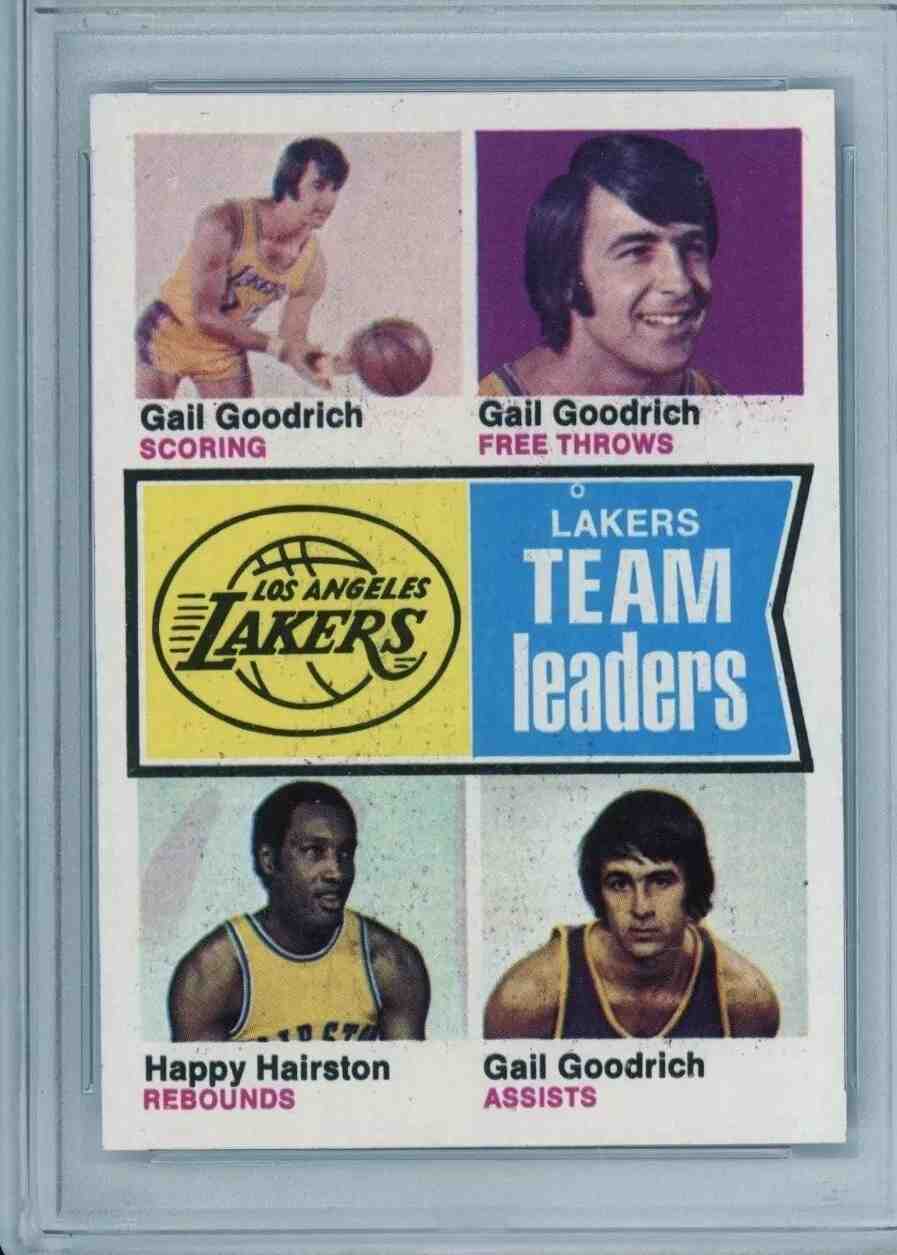 Gail Goodrich
SCORING
Gail Goodrich
FREE THROWS
LOS ANGELES
LAKERS
LAKERS
TEAM
leaders
Happy Hairston
REBOUNDS
Gail Goodrich
ASSISTS